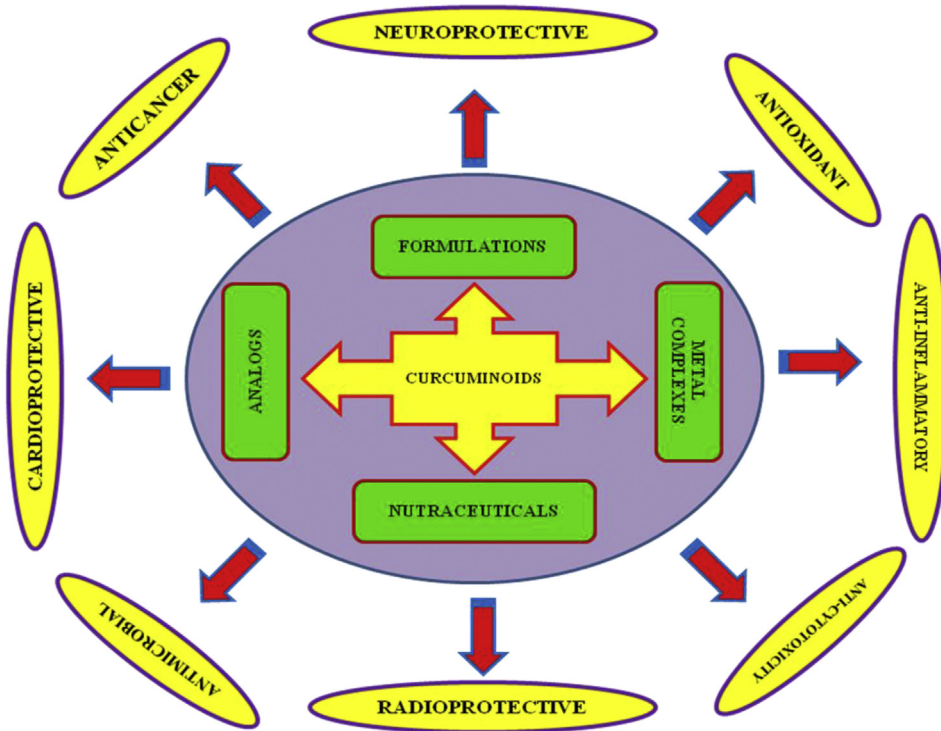 NEUROPROTECTIVE
ANTICANCER
ANTIOXIDANT
FORMULATIONS
CARDIOPROTECTIVE
ANALOGS
CURCUMINOIDS
METAL
COMPLEXES
ANTI-INFLAMMATORY
NUTRACEUTICALS
ANTIMICROBIAL
ANTI-CYTOTOXICITY
RADIOPROTECTIVE